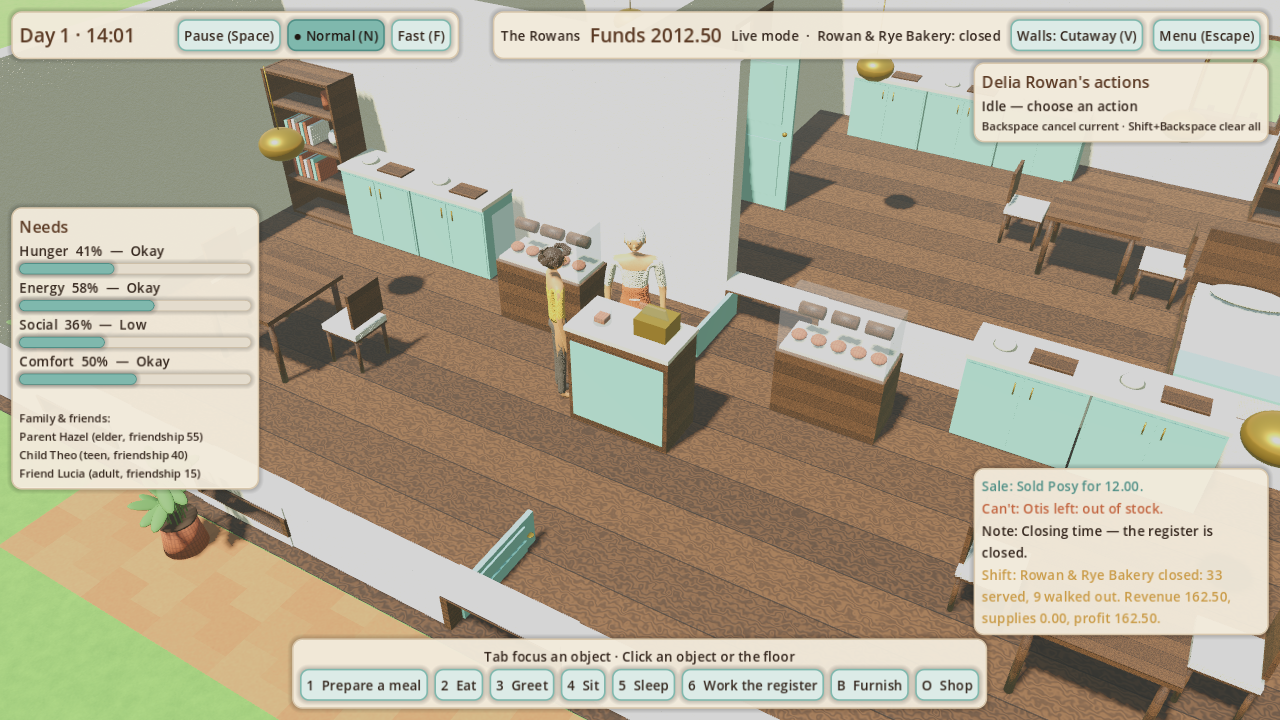 Day 1 · 14:01
Pause (Space)
● Normal (N)
Fast (F)
The Rowans
Funds 2012.50
Live mode · Rowan & Rye Bakery: closed
Walls: Cutaway (V)
Menu (Escape)
Delia Rowan's actions
Idle — choose an action
Backspace cancel current · Shift+Backspace clear all
Needs
Hunger 41% — Okay
Energy 58% — Okay
Social 36% — Low
Comfort 50% — Okay
Family & friends:
Parent Hazel (elder, friendship 55)
Child Theo (teen, friendship 40)
Friend Lucia (adult, friendship 15)
Sale: Sold Posy for 12.00.
Can't: Otis left: out of stock.
Note: Closing time — the register is
closed.
Shift: Rowan & Rye Bakery closed: 33
served, 9 walked out. Revenue 162.50,
supplies 0.00, profit 162.50.
Tab focus an object · Click an object or the floor
1 Prepare a meal
2 Eat
3 Greet
4 Sit
5 Sleep
6 Work the register
B Furnish
O Shop